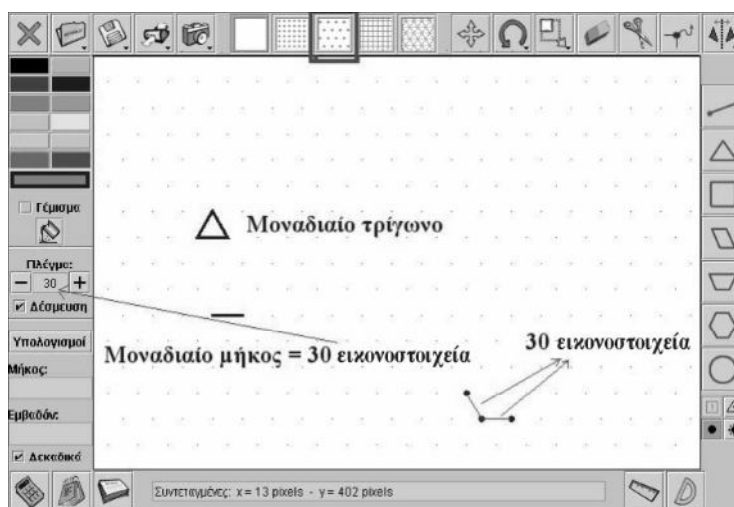 Γέμισμα
Πλέγμα:
30
Δέσμευση
Υπολογισμοί
Μήκος:
Εμβαδόν:
Δεκαδικά
Μοναδιαίο τρίγωνο
Μοναδιαίο μήκος = 30 εικονοστοιχεία
30 εικονοστοιχεία
Συντεταγμένες: x = 13 pixels - y = 402 pixels